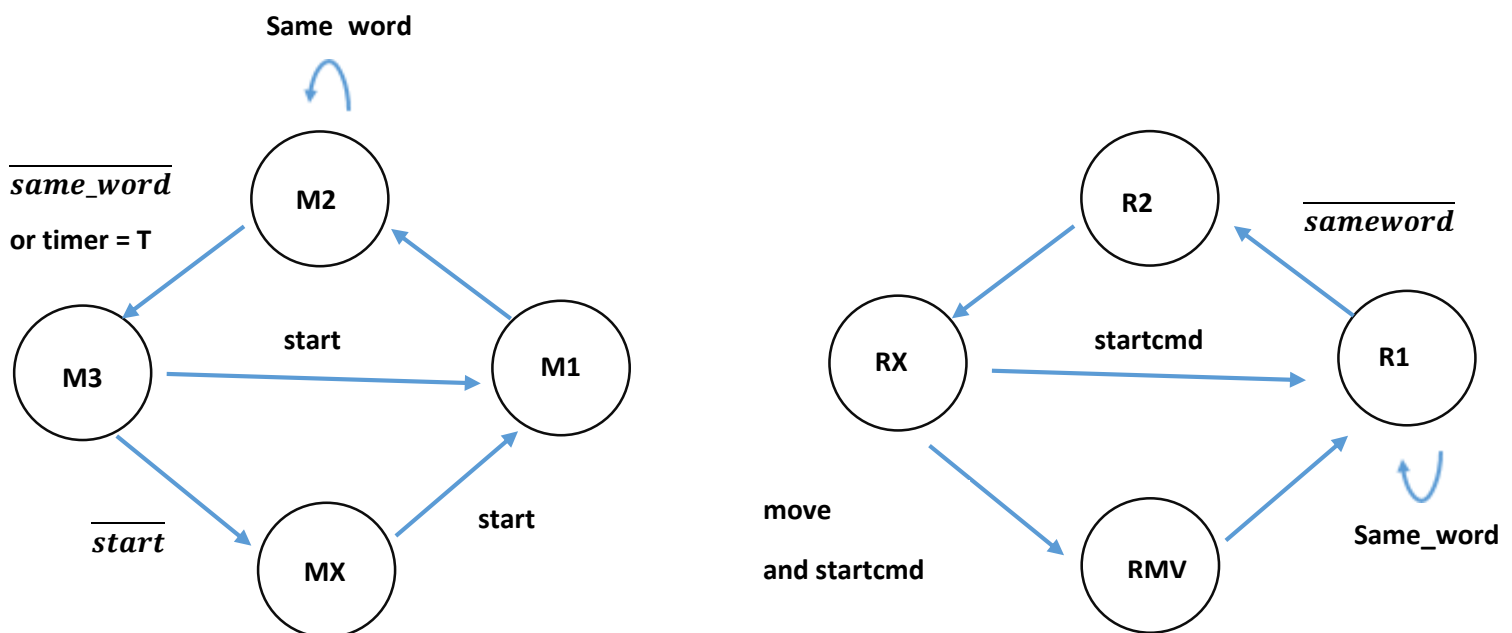 Same word
same_word
or timer = T
M2
start
M3
M1
start
MX
start
R2
sameword
startcmd
RX
R1
move
and startcmd
RMV
Same_word